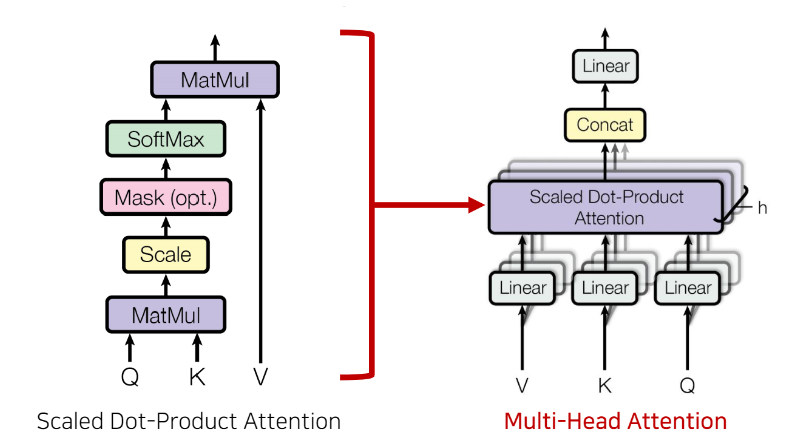 MatMul
SoftMax
Mask (opt.)
Scale
MatMul
Q K V
Scaled Dot-Product Attention
Linear
Concat
Scaled Dot-Product
Attention
h
Linear Linear Linear
V K Q
Multi-Head Attention